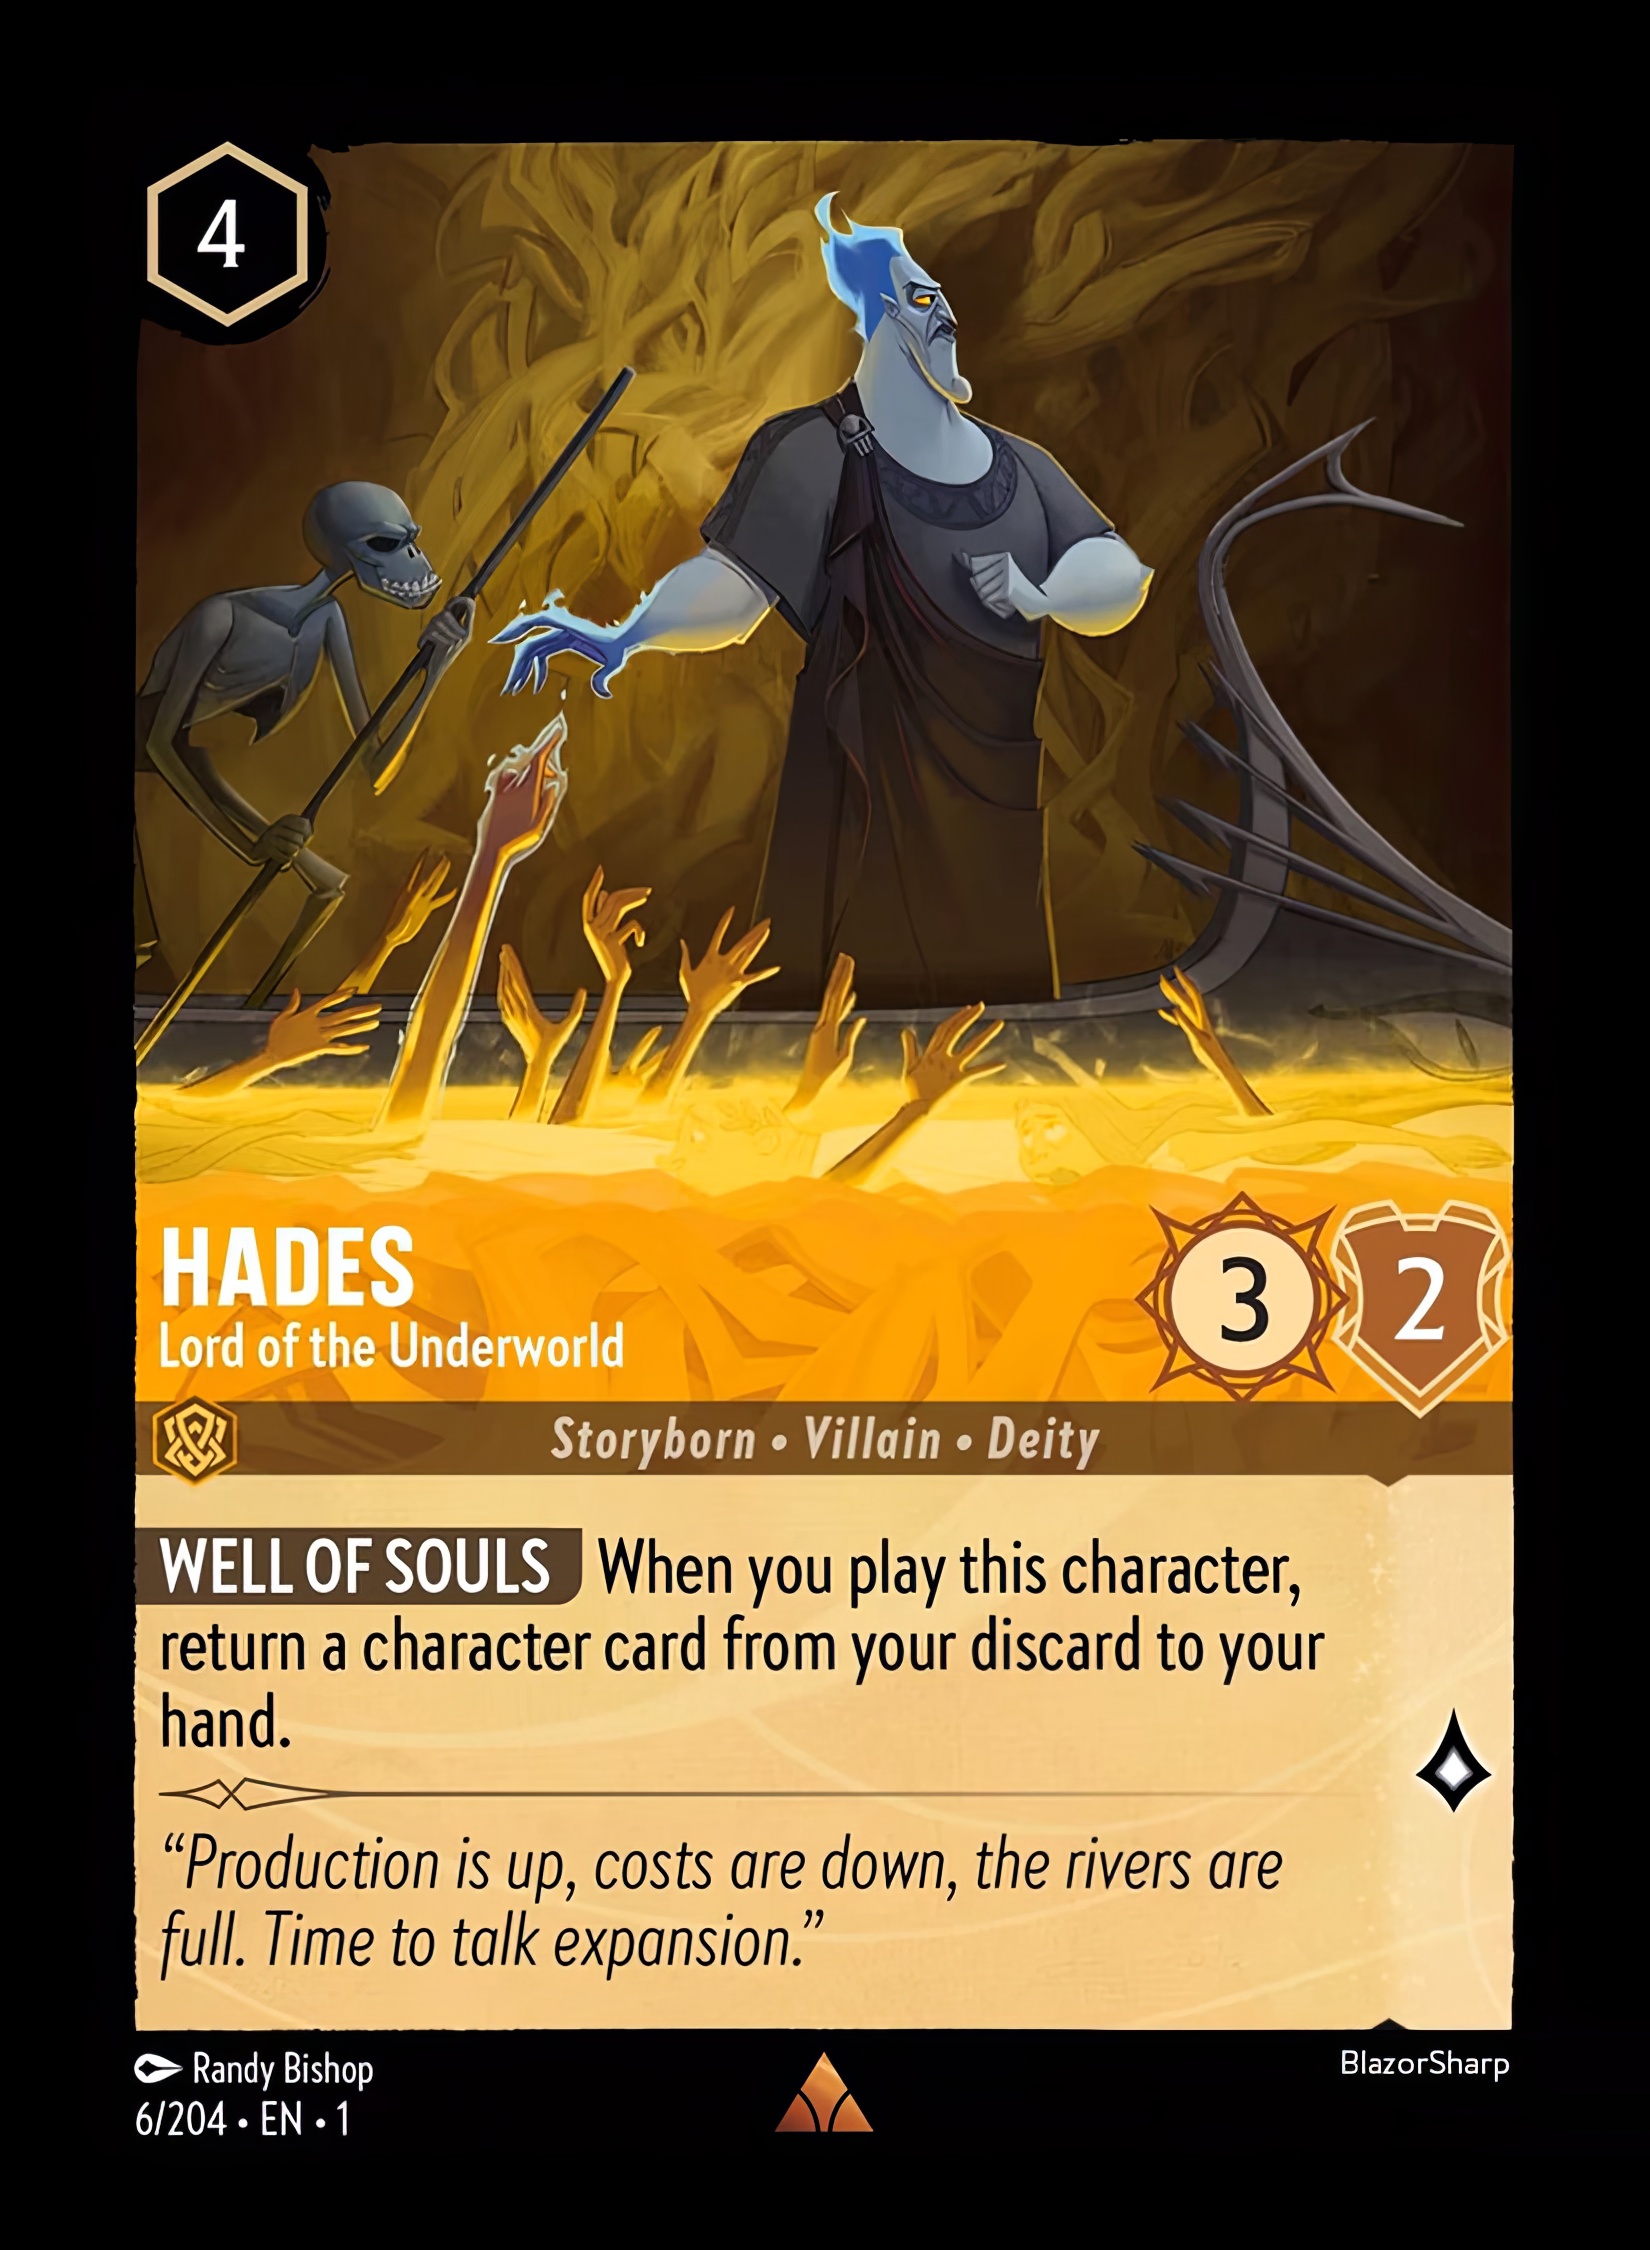 4
HADES
Lord of the Underworld
3
2
Storyborn • Villain • Deity
WELL OF SOULS When you play this character,
return a character card from your discard to your
hand.
“Production is up, costs are down, the rivers are
full. Time to talk expansion.”
Randy Bishop
BlazorSharp
6/204 • EN • 1